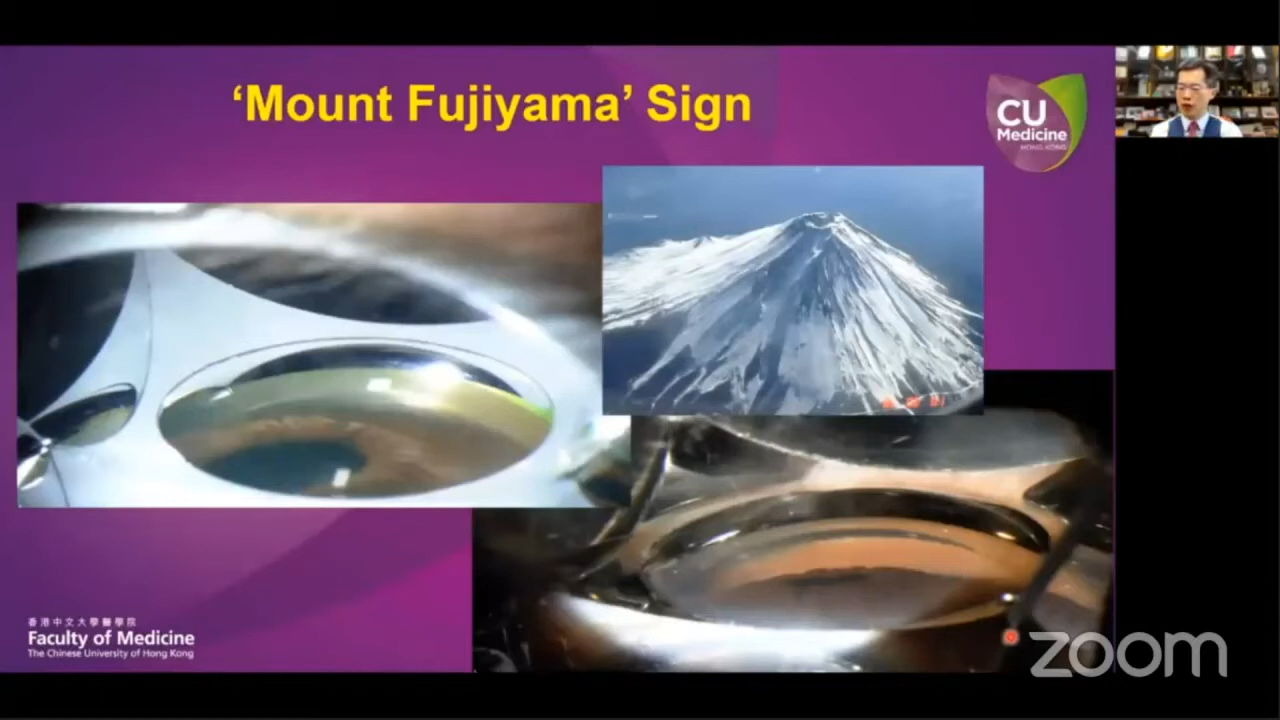 ‘Mount Fujiyama’ Sign
CU
Medicine
HONG KONG
香港中文大學醫學院
Faculty of Medicine
The Chinese University of Hong Kong
zoom